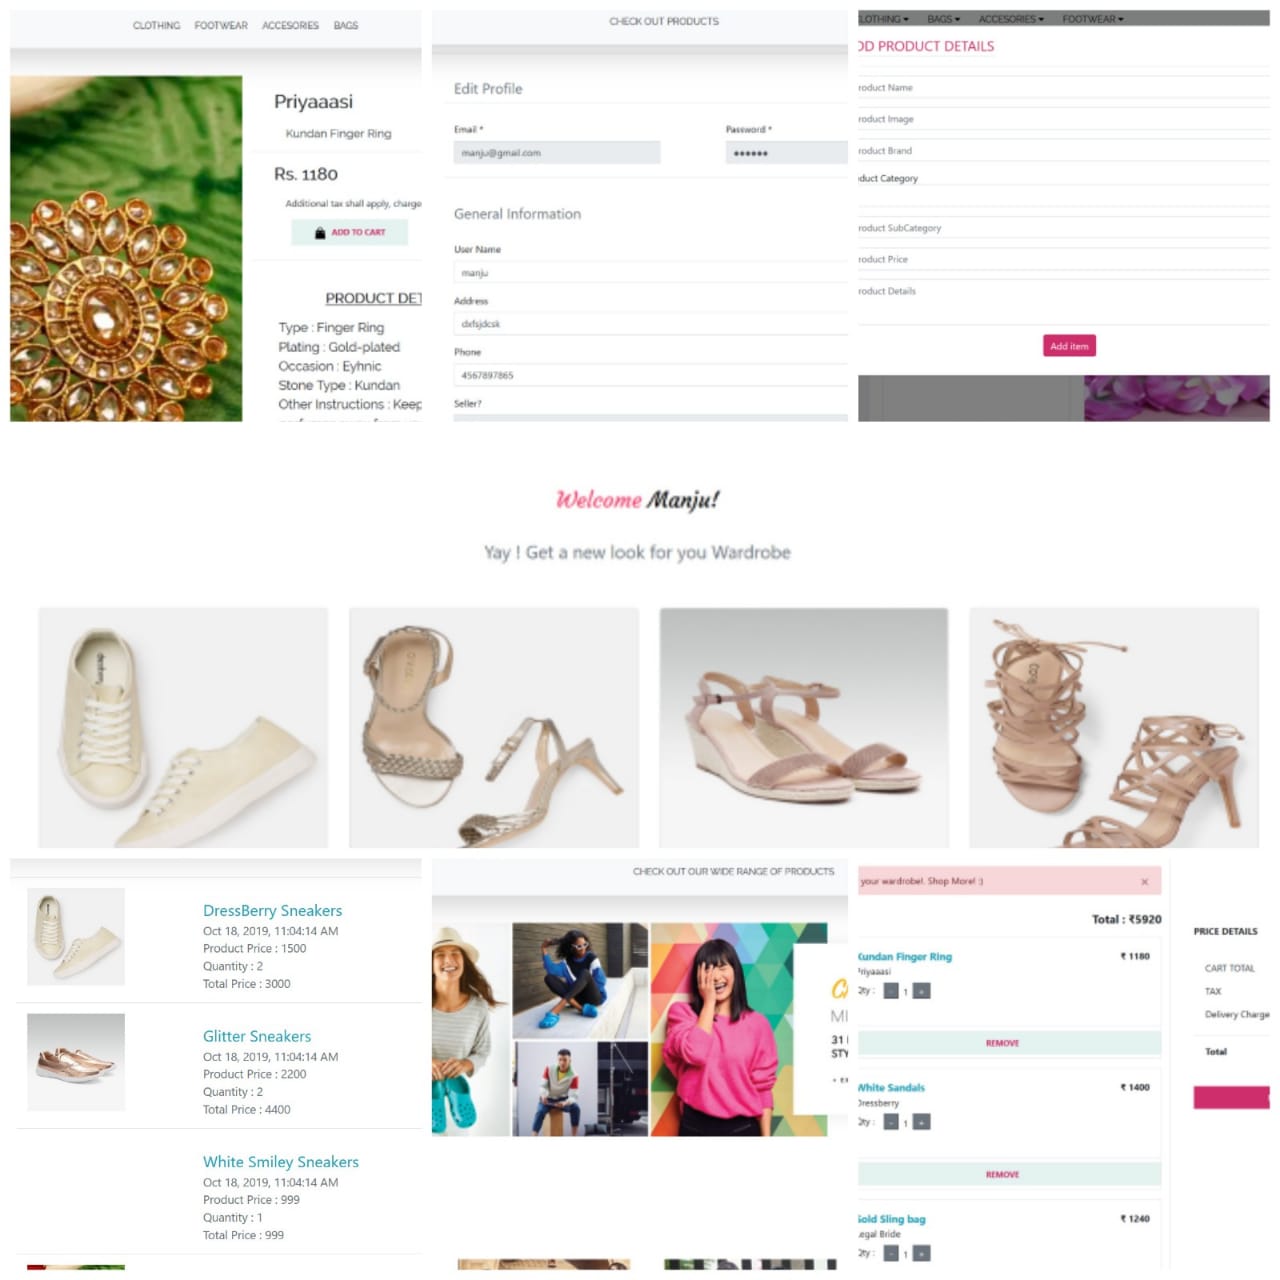 CLOTHING FOOTWEAR ACCESORIES BAGS
Priyaaasi
Kundan Finger Ring
Rs. 1180
Additional tax shall apply, charge
ADD TO CART
PRODUCT DET
Type : Finger Ring
Plating : Gold-plated
Occasion : Eyhnic
Stone Type : Kundan
Other Instructions : Keep
CHECK OUT PRODUCTS
Edit Profile
Email * Password *
manju@gmail.com ••••••
General Information
User Name
manju
Address
dxfsjdcsk
Phone
4567897865
Seller?
LOTHING BAGS ACCESORIES FOOTWEAR
DD PRODUCT DETAILS
roduct Name
roduct Image
roduct Brand
duct Category
roduct SubCategory
roduct Price
roduct Details
Add item
Welcome Manju!
Yay ! Get a new look for you Wardrobe
DressBerry Sneakers
Oct 18, 2019, 11:04:14 AM
Product Price : 1500
Quantity : 2
Total Price : 3000
Glitter Sneakers
Oct 18, 2019, 11:04:14 AM
Product Price : 2200
Quantity : 2
Total Price : 4400
White Smiley Sneakers
Oct 18, 2019, 11:04:14 AM
Product Price : 999
Quantity : 1
Total Price : 999
CHECK OUT OUR WIDE RANGE OF PRODUCTS
MI
31
STY
your wardrobe!. Shop More! :) ×
Total : ₹5920
Kundan Finger Ring ₹ 1180
Priyaaasi
Qty : - 1 +
REMOVE
White Sandals ₹ 1400
Dressberry
Qty : - 1 +
REMOVE
Gold Sling bag ₹ 1240
Legal Bride
Qty : - 1 +
PRICE DETAILS
CART TOTAL
TAX
Delivery Charge
Total